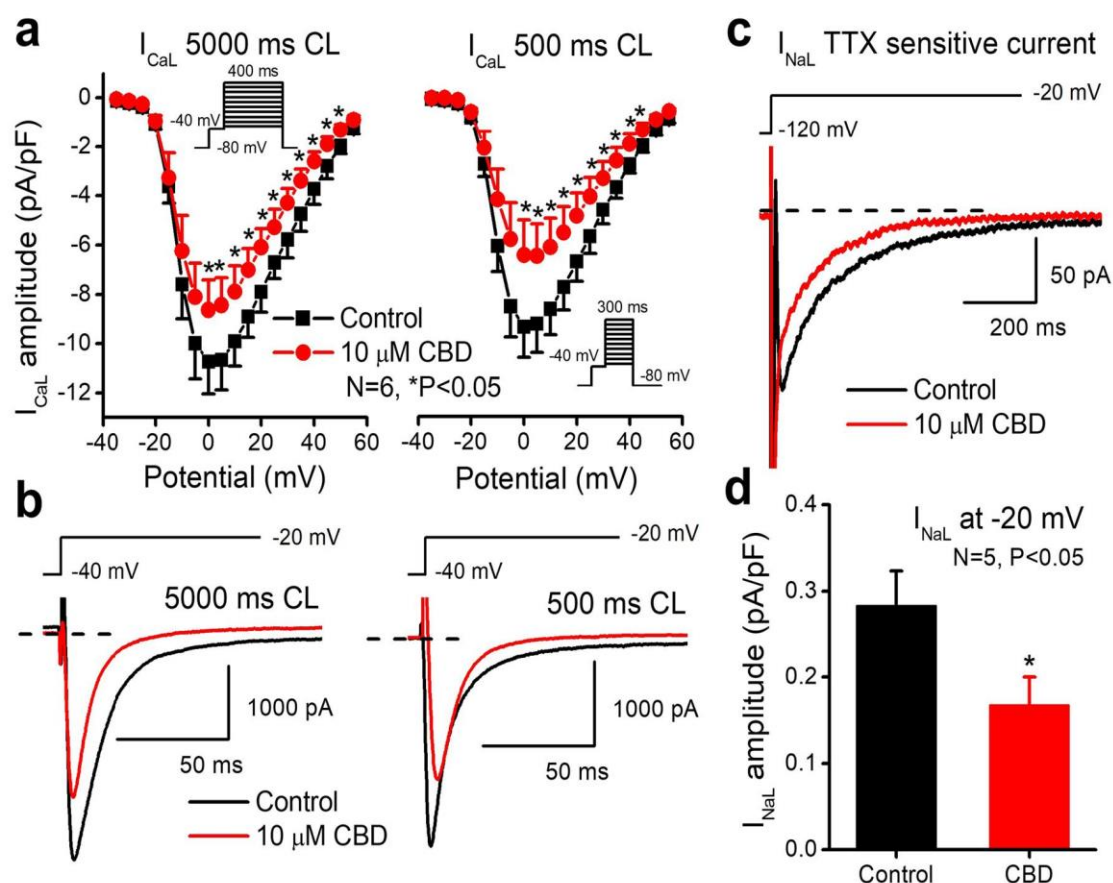 a
I_CaL 5000 ms CL
400 ms
-40 mV
-80 mV
I_CaL 500 ms CL
300 ms
-40 mV
-80 mV
I_CaL amplitude (pA/pF)
0
-2
-4
-6
-8
-10
-12
* * * * * * * * * * *
* * * * * * * * * *
Control
10 μM CBD
N=6, *P<0.05
-40 -20 0 20 40 60
-40 -20 0 20 40 60
Potential (mV)
Potential (mV)
b
-20 mV
-40 mV
5000 ms CL
1000 pA
50 ms
Control
10 μM CBD
-20 mV
-40 mV
500 ms CL
1000 pA
50 ms
c
I_NaL TTX sensitive current
-20 mV
-120 mV
50 pA
200 ms
Control
10 μM CBD
d
I_NaL at -20 mV
N=5, P<0.05
I_NaL amplitude (pA/pF)
0.4
0.3
0.2
0.1
0.0
*
Control CBD